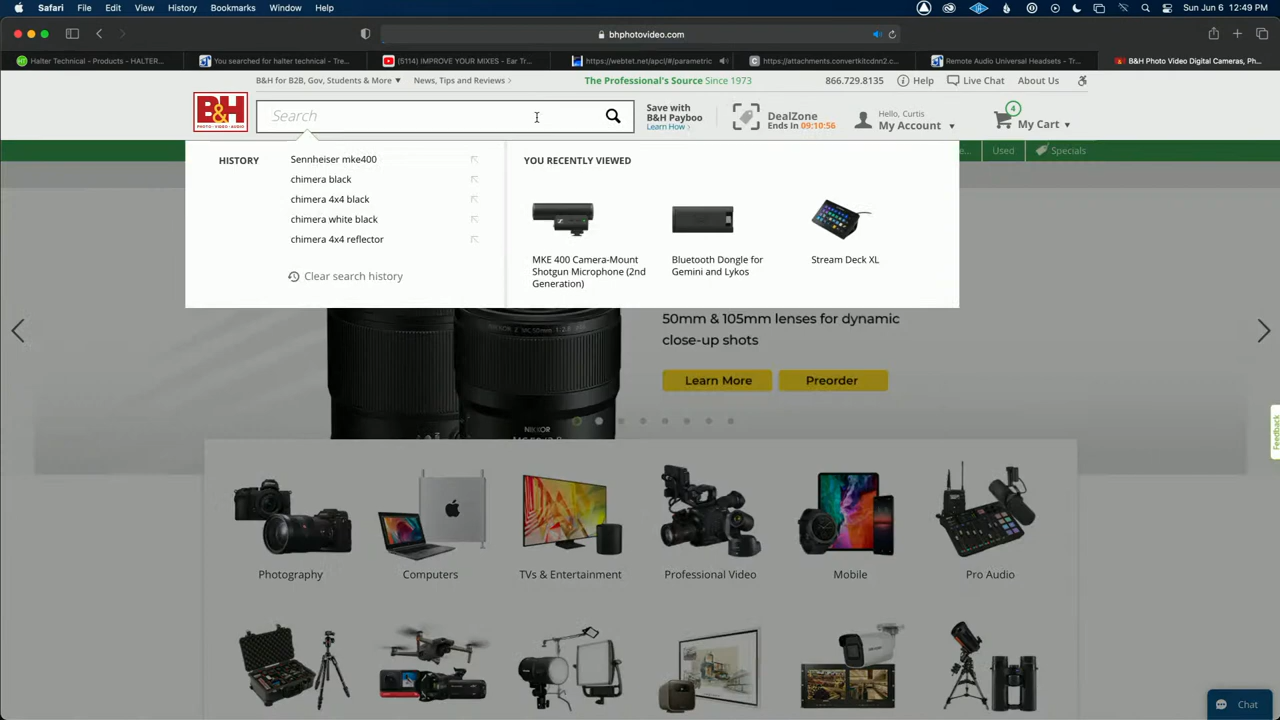 Safari File Edit View History Bookmarks Window Help
Sun Jun 6 12:49 PM
bhphotovideo.com
Halter Technical - Products - HALTER...
You searched for halter technical - Tre...
(5114) IMPROVE YOUR MIXES - Ear Tr...
https://webtet.net/apcl/#/parametric
https://attachments.convertkitcdnn2.c...
Remote Audio Universal Headsets - Tr...
B&H Photo Video Digital Cameras, Ph...
B&H for B2B, Gov, Students & More
News, Tips and Reviews
The Professional's Source Since 1973
866.729.8135
Help
Live Chat
About Us
B&H
PHOTO · VIDEO · AUDIO
Search
Save with
B&H Payboo
Learn How
DealZone
Ends In 09:10:56
Hello, Curtis
My Account
4
My Cart
Used
Specials
HISTORY
Sennheiser mke400
chimera black
chimera 4x4 black
chimera white black
chimera 4x4 reflector
Clear search history
YOU RECENTLY VIEWED
MKE 400 Camera-Mount
Shotgun Microphone (2nd
Generation)
Bluetooth Dongle for
Gemini and Lykos
Stream Deck XL
50mm & 105mm lenses for dynamic
close-up shots
Learn More
Preorder
NIKKOR
Feedback
Photography
Computers
TVs & Entertainment
Professional Video
Mobile
Pro Audio
Chat